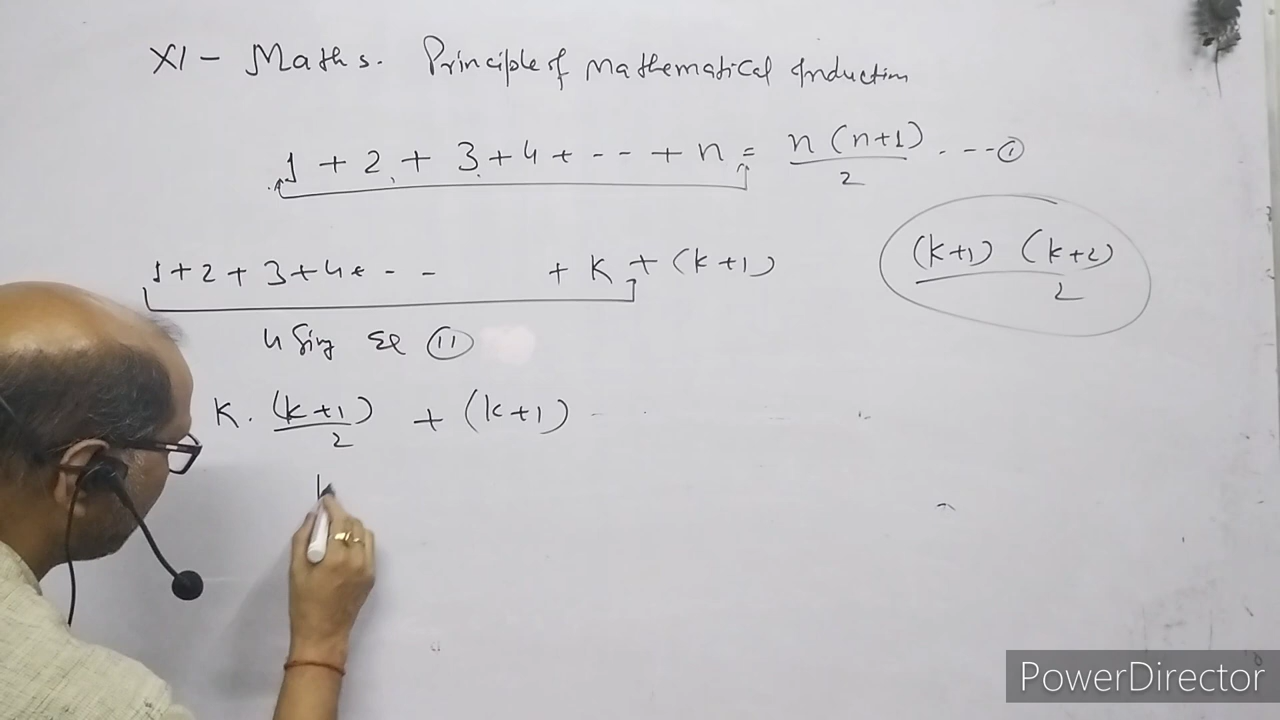 XI - Maths. Principle of Mathematical Induction
1 + 2 + 3 + 4 + - - + n = n (n+1) / 2 . --- ①
(k+1) (k+2) / 2
1 + 2 + 3 + 4 + - - + k + (k+1)
Using eq (11)
k . (k+1) / 2 + (k+1)
k
PowerDirector